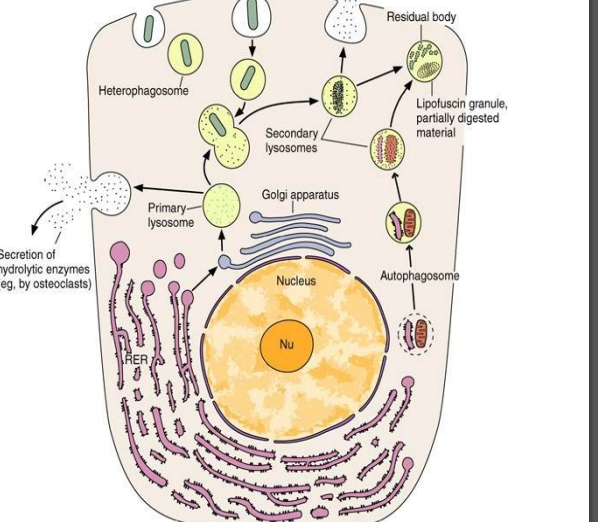 Residual body
Heterophagosome
Lipofuscin granule,
partially digested
material
Secondary
lysosomes
Golgi apparatus
Primary
lysosome
Secretion of
hydrolytic enzymes
(eg, by osteoclasts)
Nucleus
Autophagosome
Nu
RER